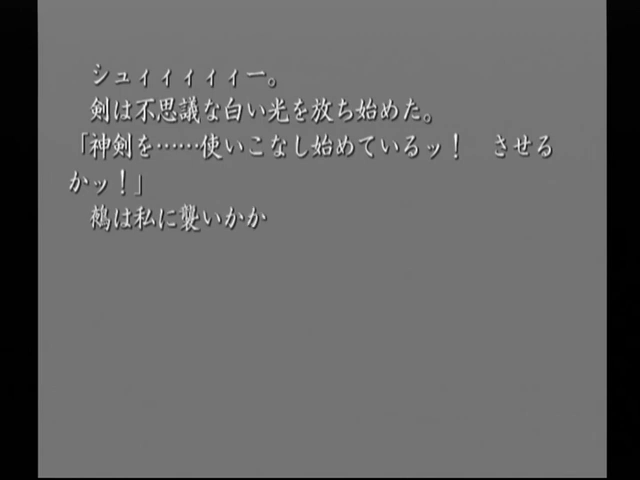 シュィィィィィー。
剣は不思議な白い光を放ち始めた。
「神剣を……使いこなし始めているッ！　させる
かッ！」
鵺は私に襲いかか